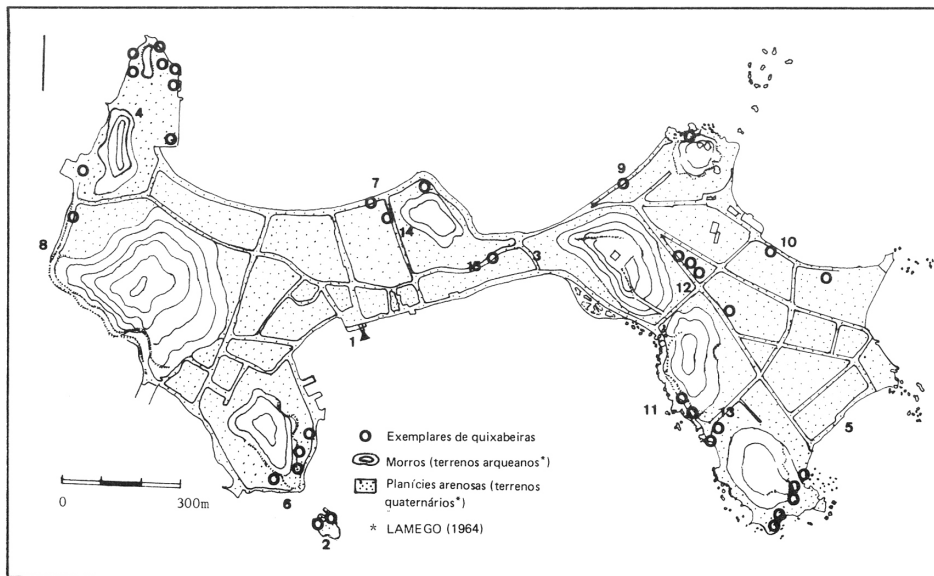 4
9
7
8
14
10
15
3
12
1
11
13
5
Exemplares de quixabeiras
Morros (terrenos arqueanos*)
Planícies arenosas (terrenos
quaternários*)
0
300m
6
* LAMEGO (1964)
2